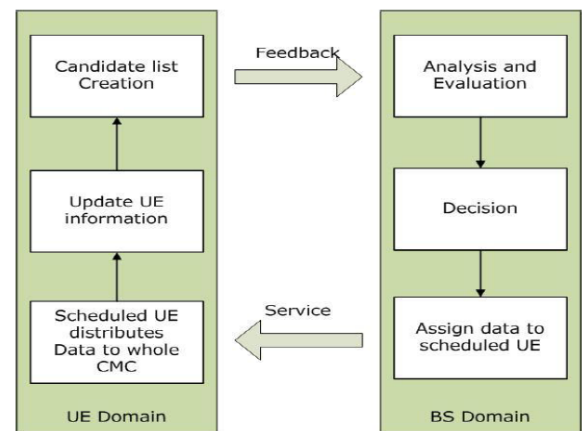 Candidate list
Creation
Update UE
information
Scheduled UE
distributes
Data to whole
CMC
UE Domain
Feedback
Service
Analysis and
Evaluation
Decision
Assign data to
scheduled UE
BS Domain